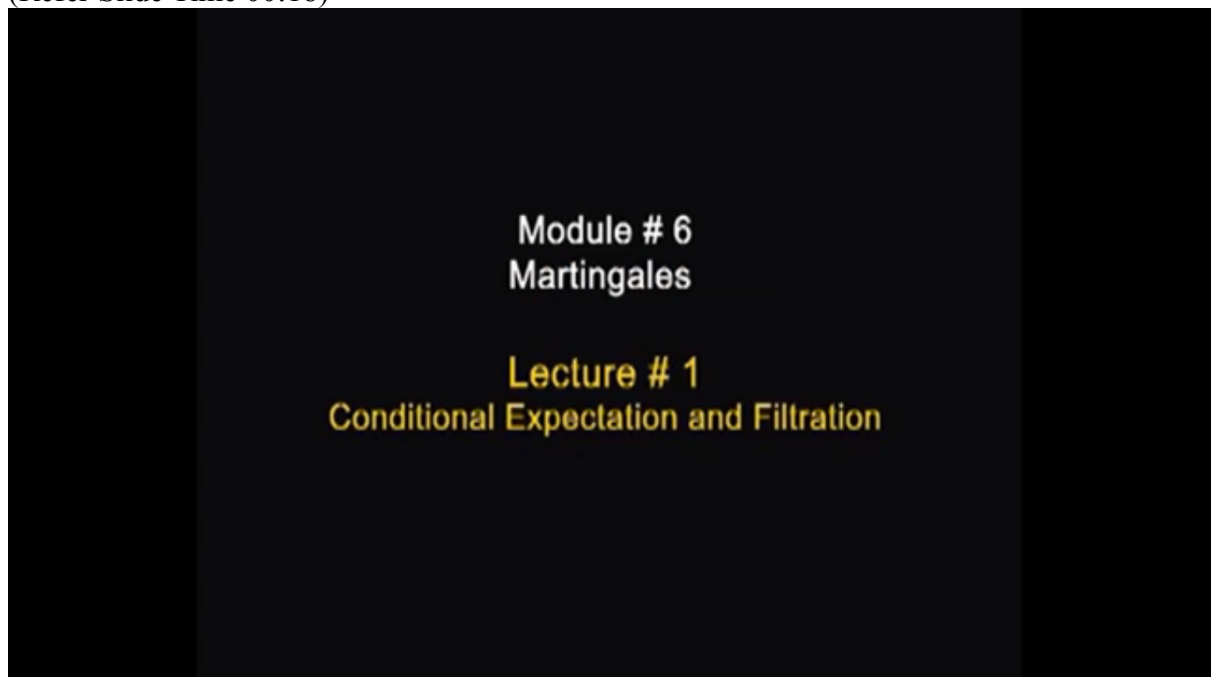 Module # 6
Martingales
Lecture # 1
Conditional Expectation and Filtration